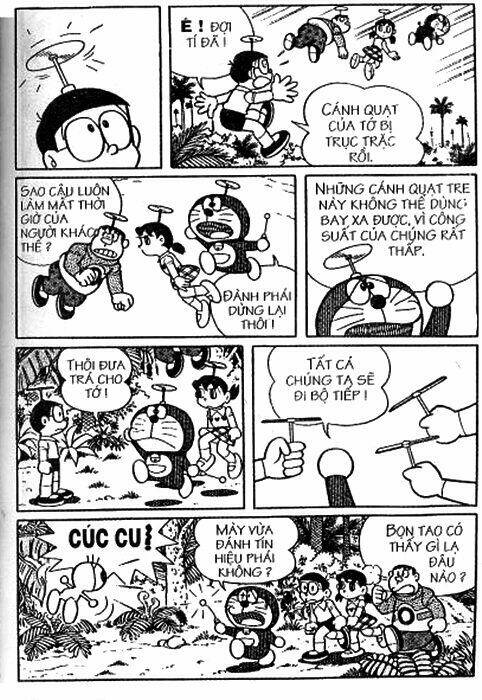 Ê! ĐỢI
TÍ ĐÃ!
CÁNH QUẠT
CỦA TỚ BỊ
TRỤC TRẶC
RỒI.
SAO CẬU LUÔN
LÀM MẤT THỜI
GIỜ CỦA
NGƯỜI KHÁC
THẾ?
ĐÀNH PHẢI
DỪNG LẠI
THÔI!
NHỮNG CÁNH QUẠT TRE
NÀY KHÔNG THỂ DÙNG
BAY XA ĐƯỢC, VÌ CÔNG
SUẤT CỦA CHÚNG RẤT
THẤP.
THÔI ĐƯA
TRẢ CHO
TỚ!
TẤT CẢ
CHÚNG TA SẼ
ĐI BỘ TIẾP!
CÚC CU!
MÀY VỪA
ĐÁNH TÍN
HIỆU PHẢI
KHÔNG?
BỌN TAO CÓ
THẤY GÌ LẠ
ĐÂU
NÀO?